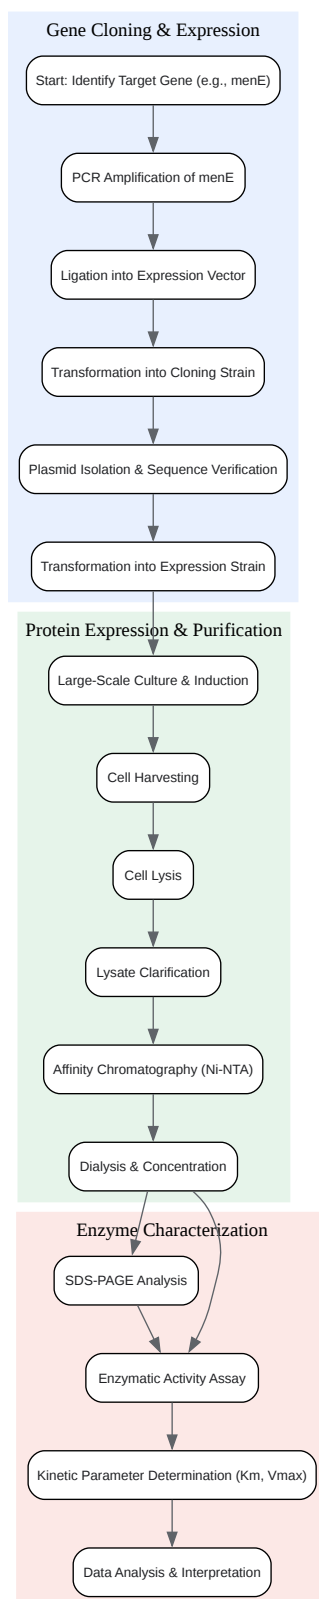 Gene Cloning & Expression
Start: Identify Target Gene (e.g., menE)
PCR Amplification of menE
Ligation into Expression Vector
Transformation into Cloning Strain
Plasmid Isolation & Sequence Verification
Transformation into Expression Strain
Protein Expression & Purification
Large-Scale Culture & Induction
Cell Harvesting
Cell Lysis
Lysate Clarification
Affinity Chromatography (Ni-NTA)
Dialysis & Concentration
Enzyme Characterization
SDS-PAGE Analysis
Enzymatic Activity Assay
Kinetic Parameter Determination (Km, Vmax)
Data Analysis & Interpretation